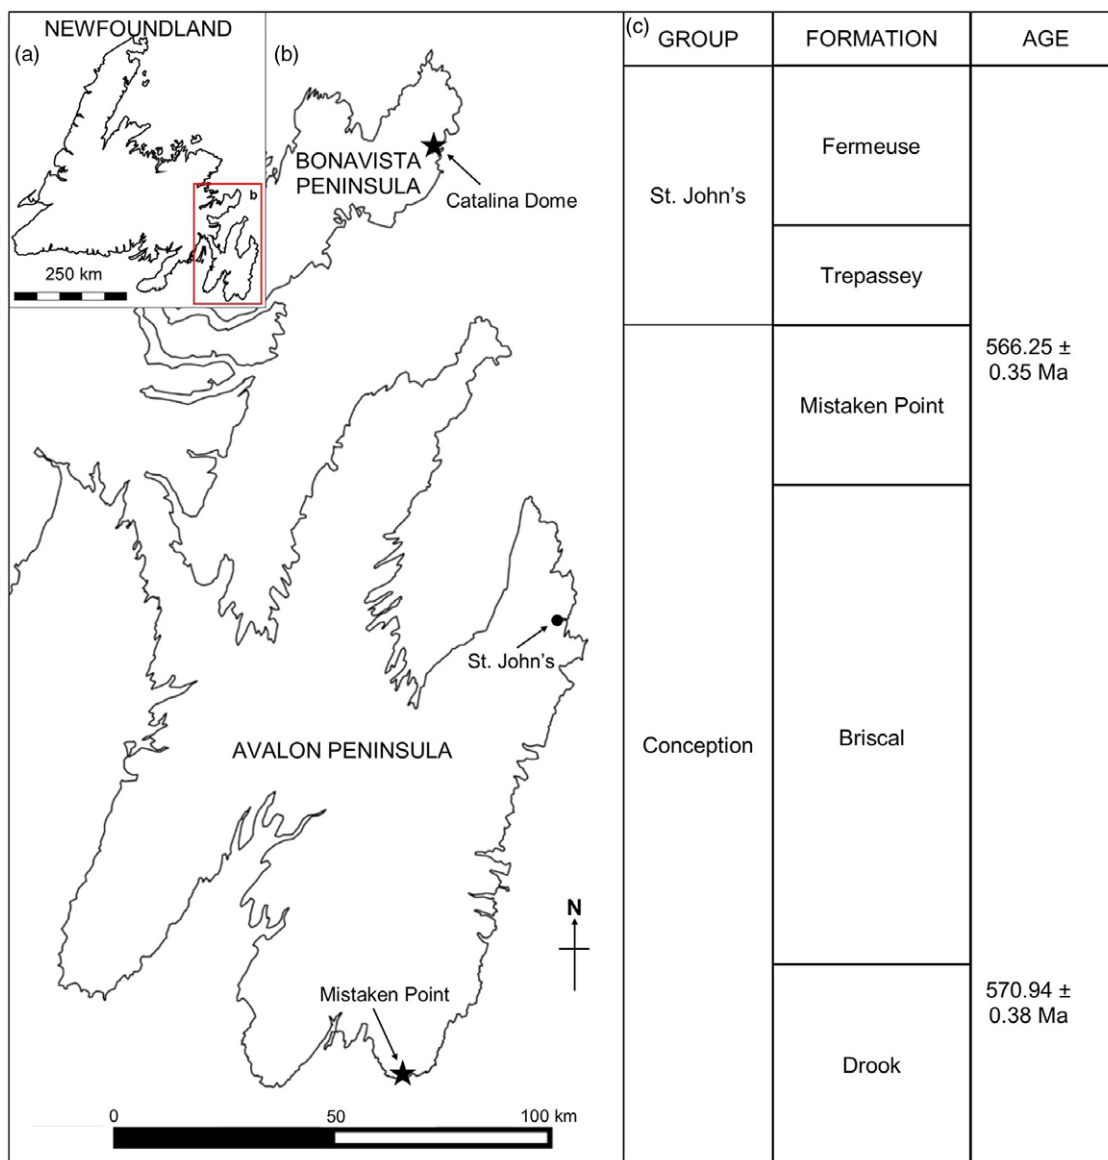 NEWFOUNDLAND
(a)
b
250 km
(b)
BONAVISTA
PENINSULA
Catalina Dome
St. John's
AVALON PENINSULA
N
Mistaken Point
0 50 100 km
(c)
GROUP FORMATION AGE
Fermeuse
St. John's
Trepassey
566.25 ±
0.35 Ma
Mistaken Point
Conception
Briscal
570.94 ±
0.38 Ma
Drook